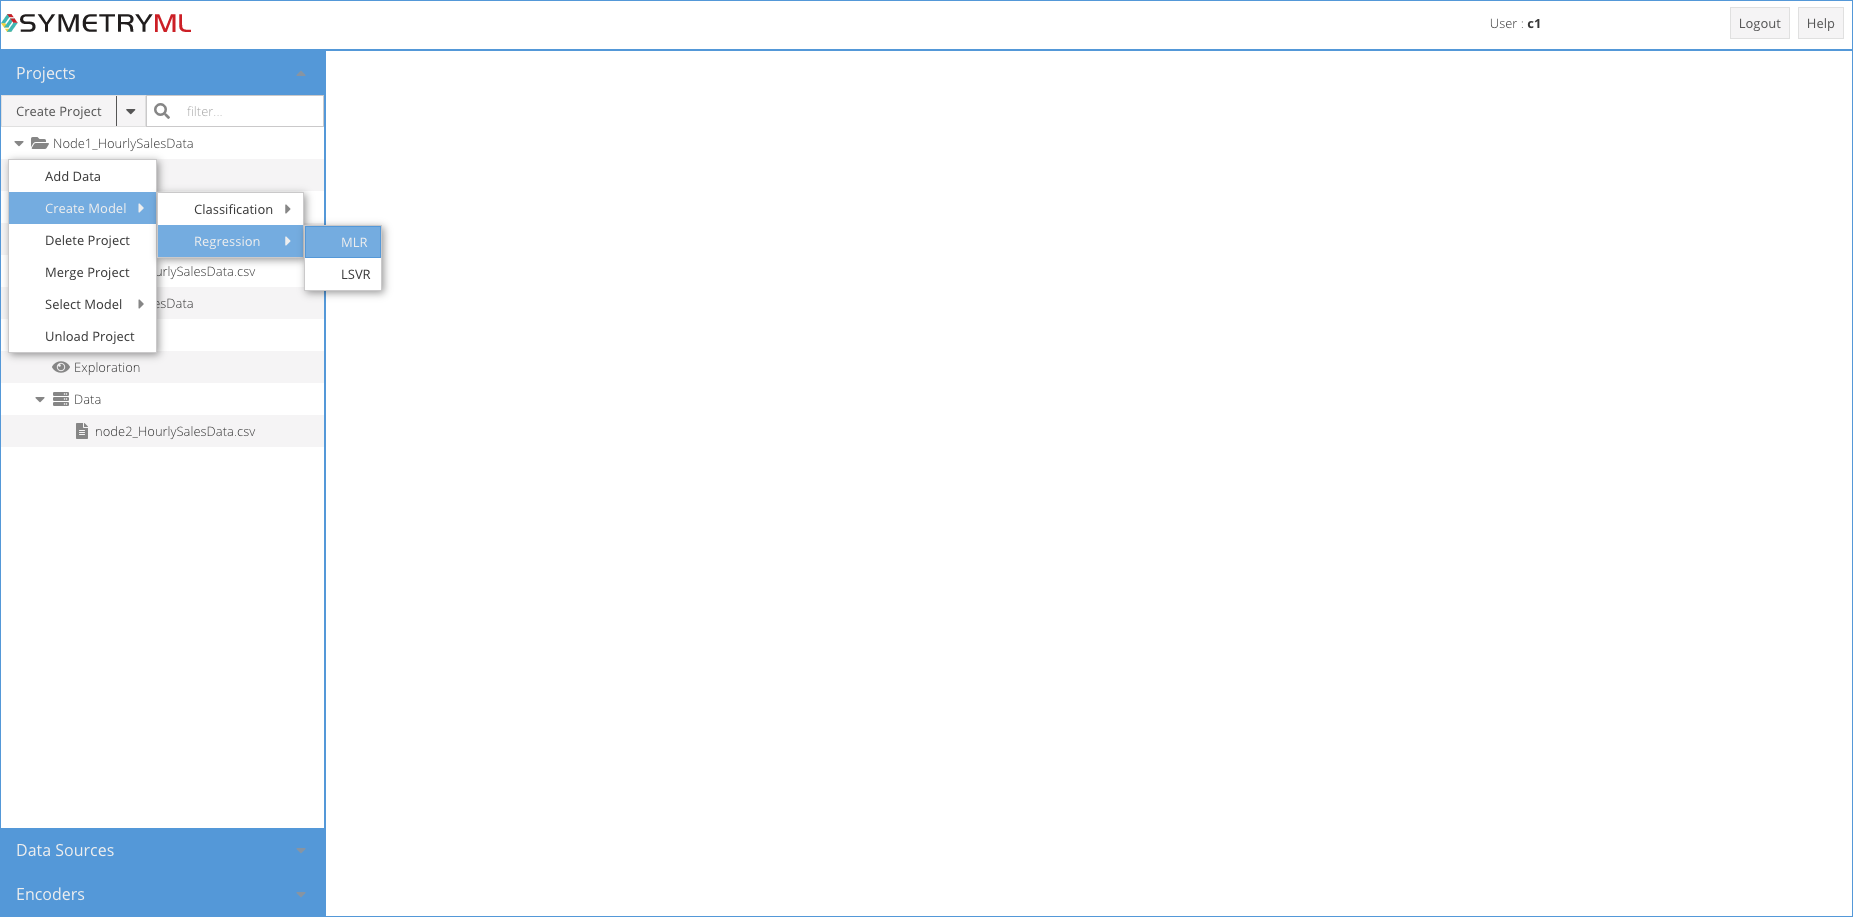 SYMETRYML
User : c1
Logout
Help
Projects
Create Project
filter...
Node1_HourlySalesData
Add Data
Create Model
Classification
Delete Project
Regression
MLR
Merge Project
urlySalesData.csv
LSVR
Select Model
esData
Unload Project
Exploration
Data
node2_HourlySalesData.csv
Data Sources
Encoders